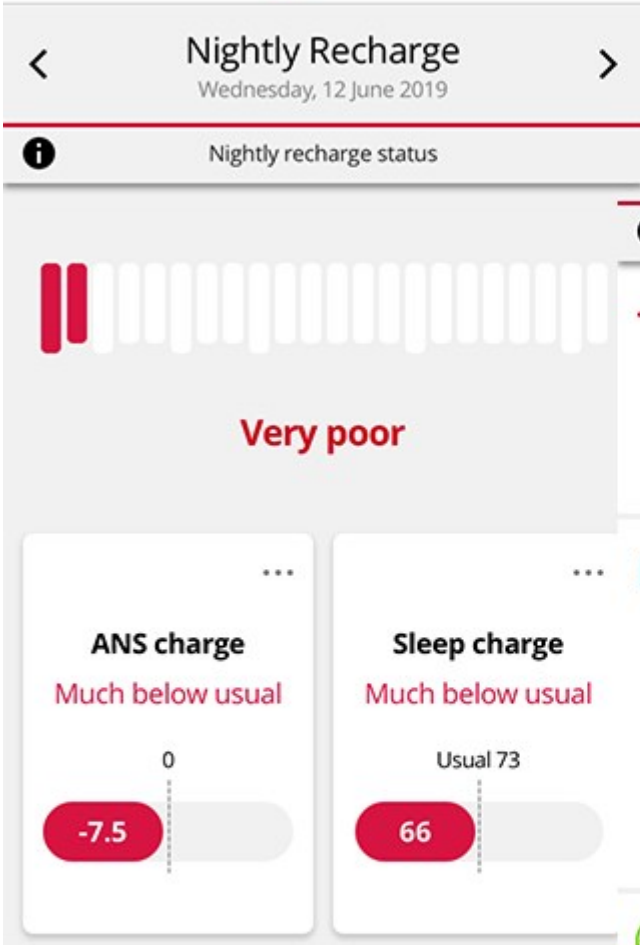 Nightly Recharge
Wednesday, 12 June 2019
Nightly recharge status
Very poor
ANS charge
Much below usual
0
-7.5
Sleep charge
Much below usual
Usual 73
66